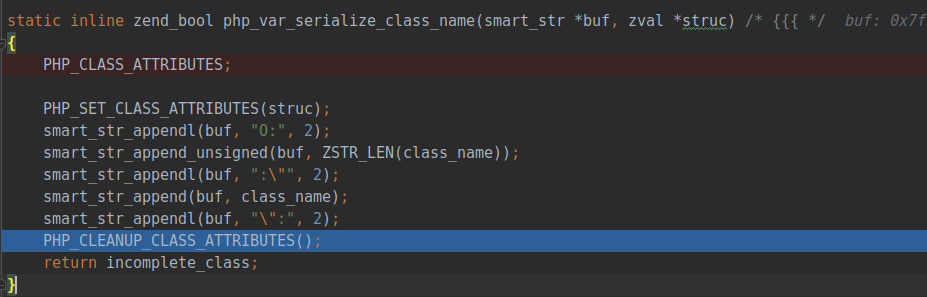 static inline zend_bool php_var_serialize_class_name(smart_str *buf, zval *struc) /* {{{ */   buf: 0x7f
{
    PHP_CLASS_ATTRIBUTES;

    PHP_SET_CLASS_ATTRIBUTES(struc);
    smart_str_appendl(buf, "O:", 2);
    smart_str_append_unsigned(buf, ZSTR_LEN(class_name));
    smart_str_appendl(buf, ":\"", 2);
    smart_str_append(buf, class_name);
    smart_str_appendl(buf, "\":", 2);
    PHP_CLEANUP_CLASS_ATTRIBUTES();
    return incomplete_class;
}